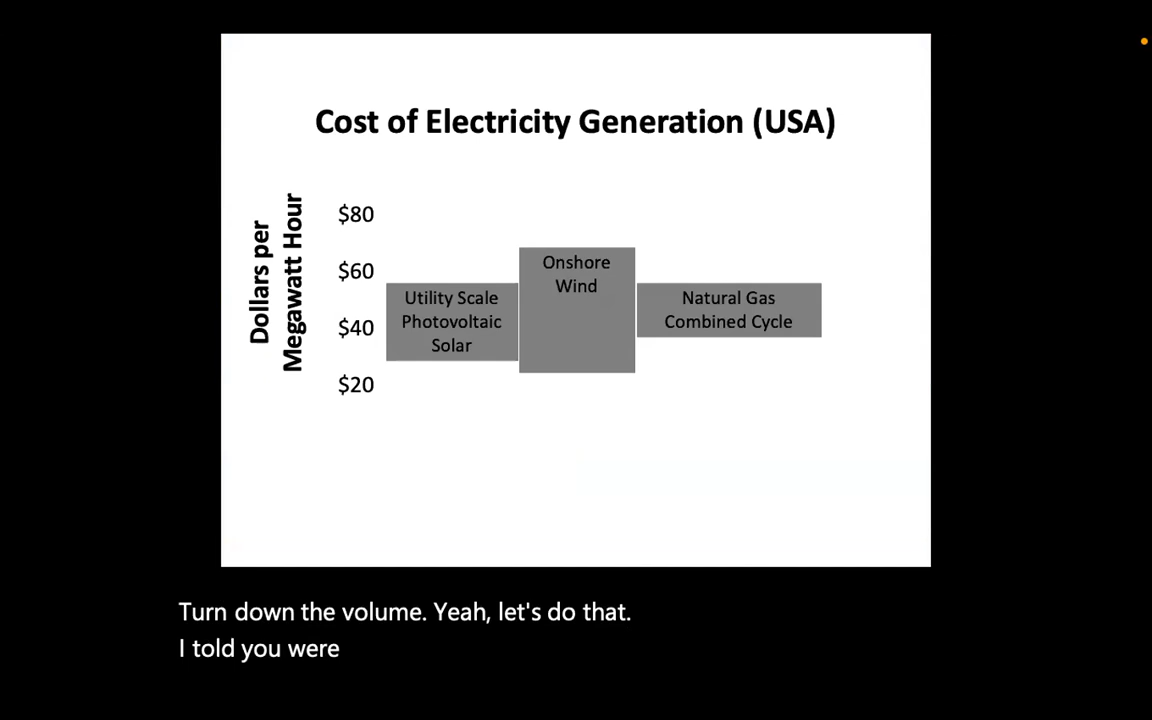 Cost of Electricity Generation (USA)
Dollars per
Megawatt Hour
$80
$60
$40
$20
Utility Scale
Photovoltaic
Solar
Onshore
Wind
Natural Gas
Combined Cycle
Turn down the volume. Yeah, let's do that.
I told you were